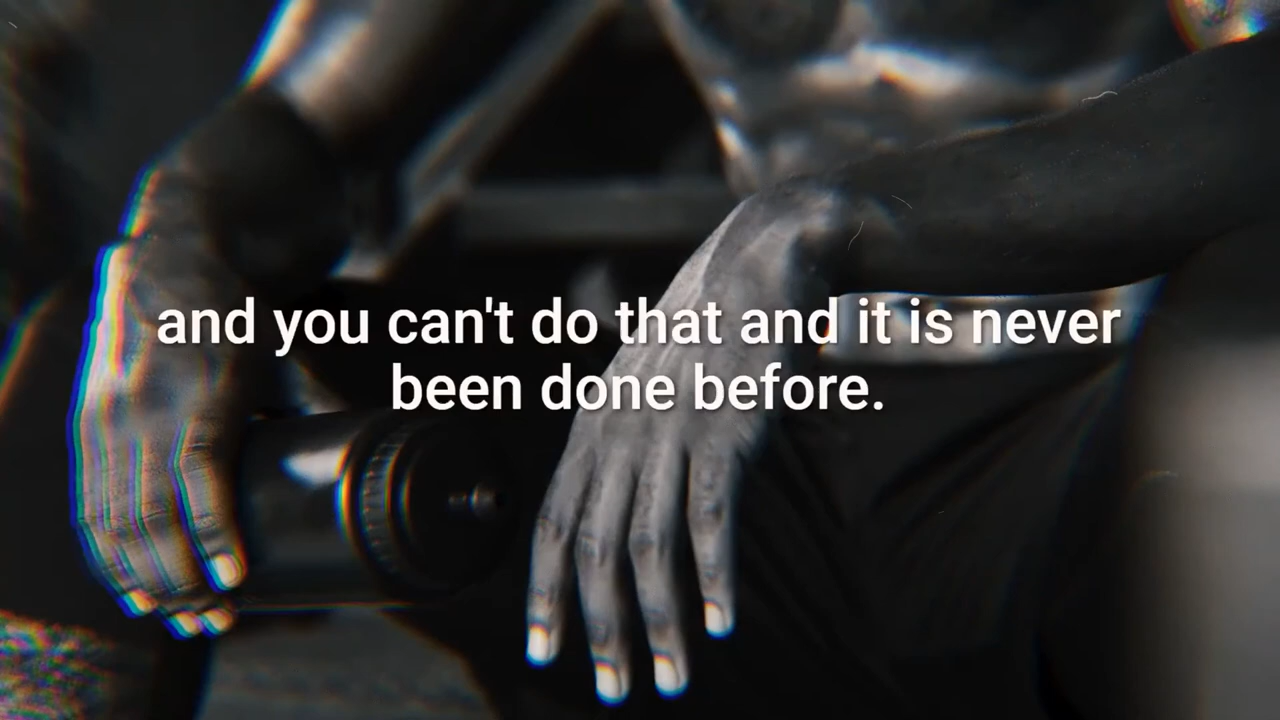 and you can't do that and it is never
been done before.